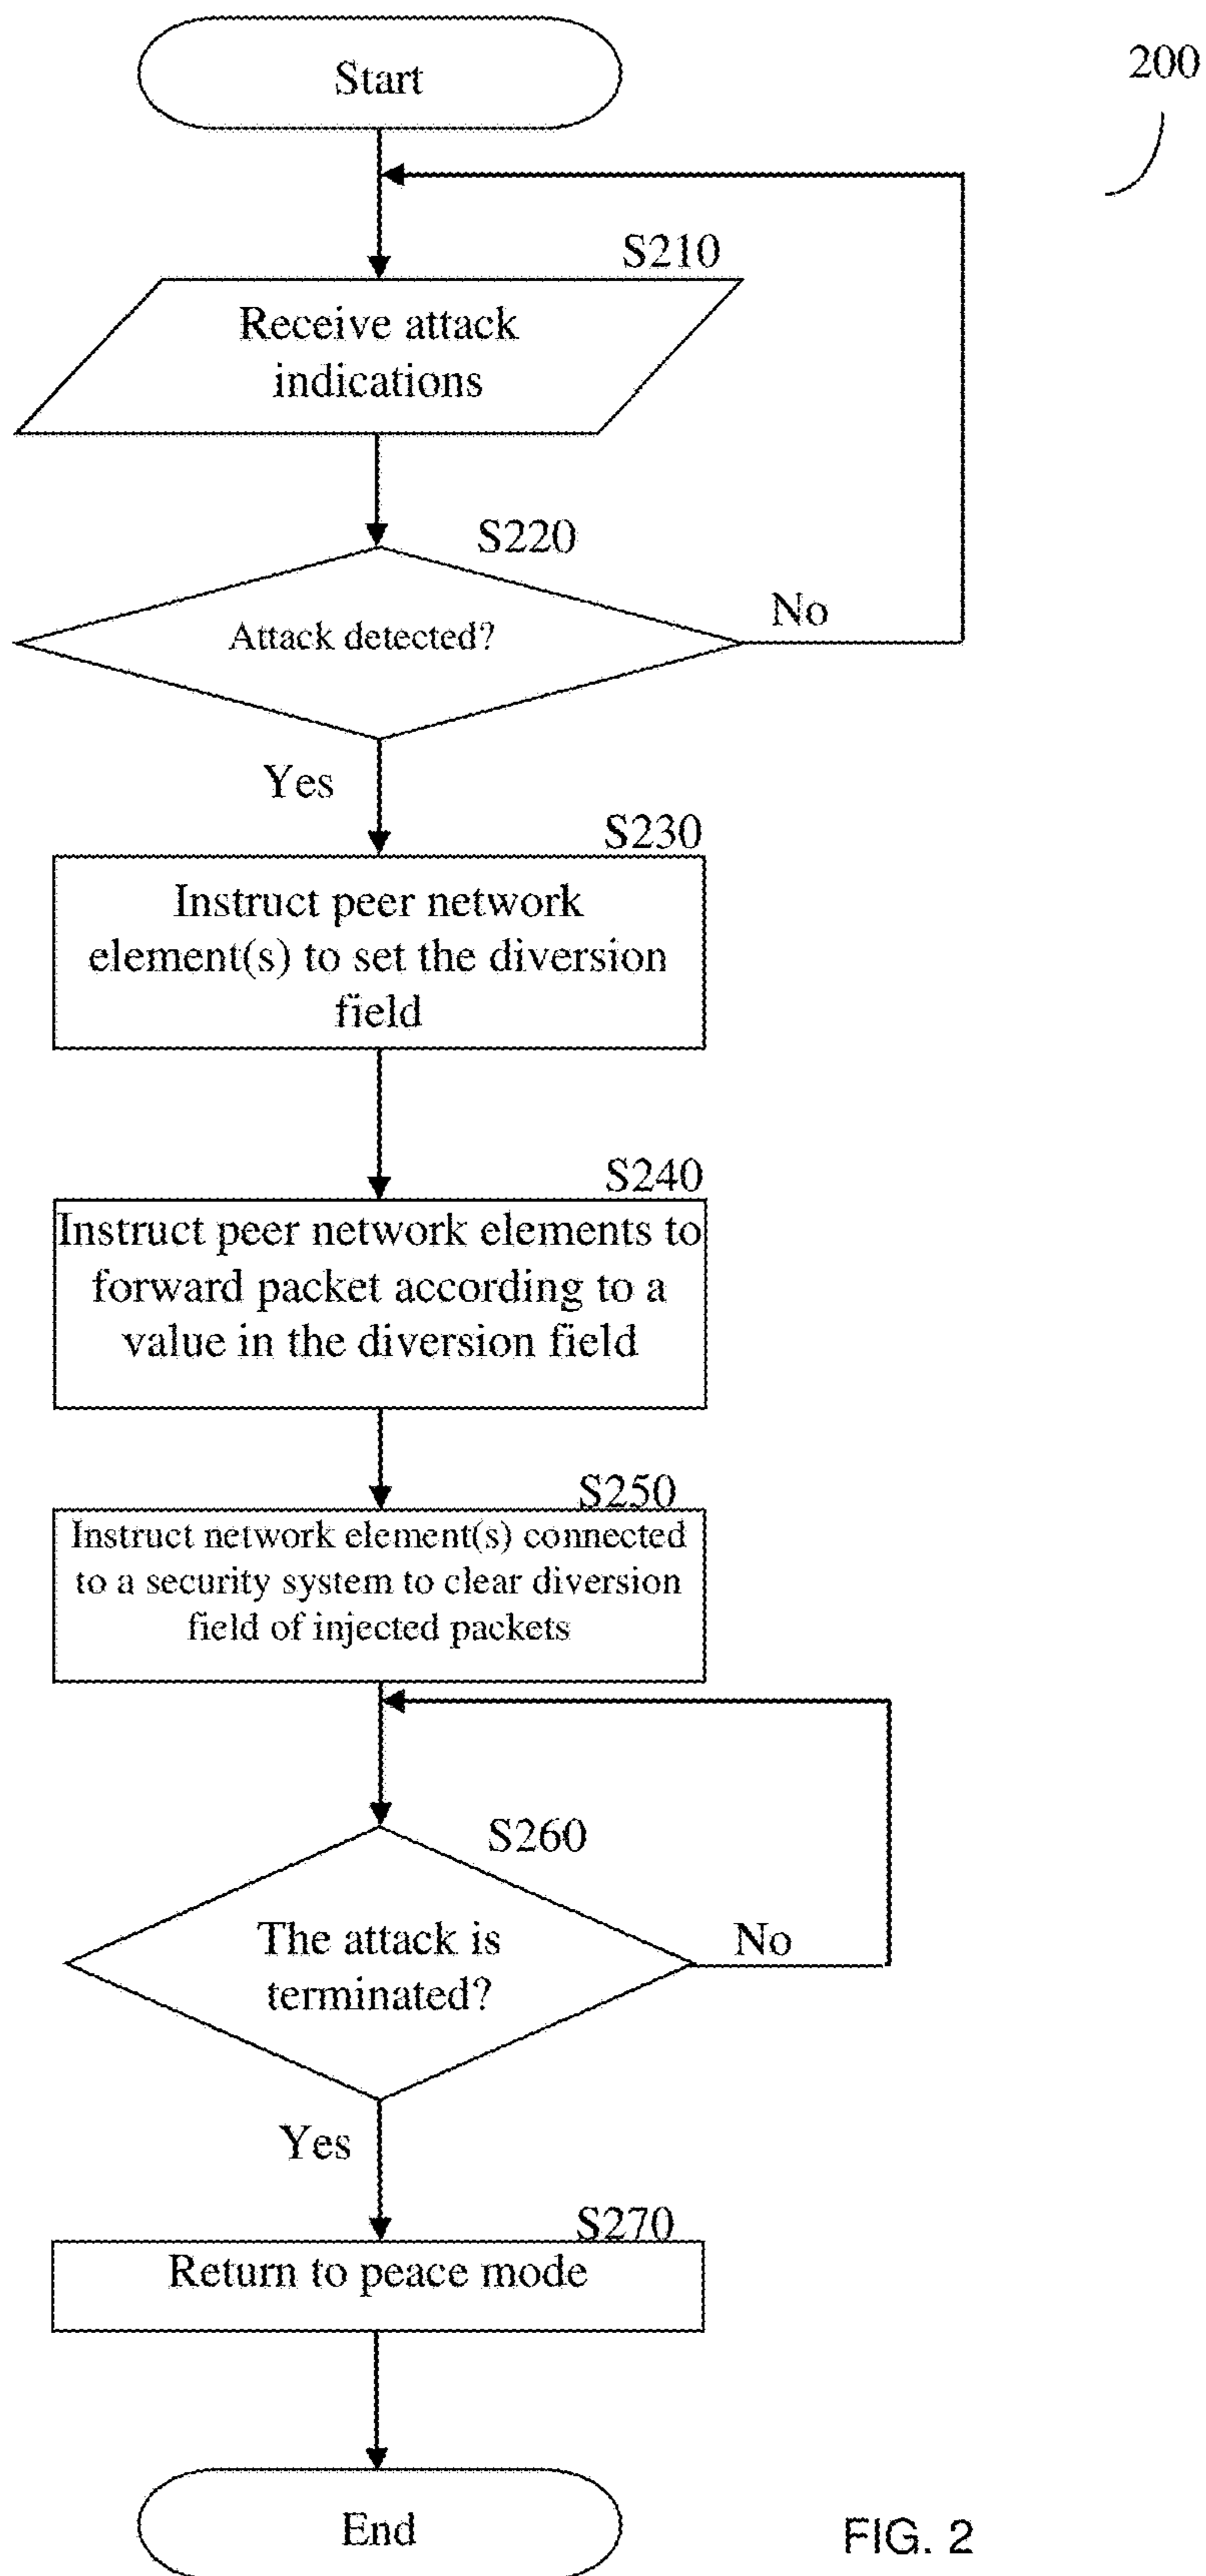 Start
200
S210
Receive attack
indications
S220
Attack detected?
No
Yes
S230
Instruct peer network
element(s) to set the diversion
field
S240
Instruct peer network elements to
forward packet according to a
value in the diversion field
S250
Instruct network element(s) connected
to a security system to clear diversion
field of injected packets
S260
The attack is
terminated?
No
Yes
S270
Return to peace mode
End
FIG. 2